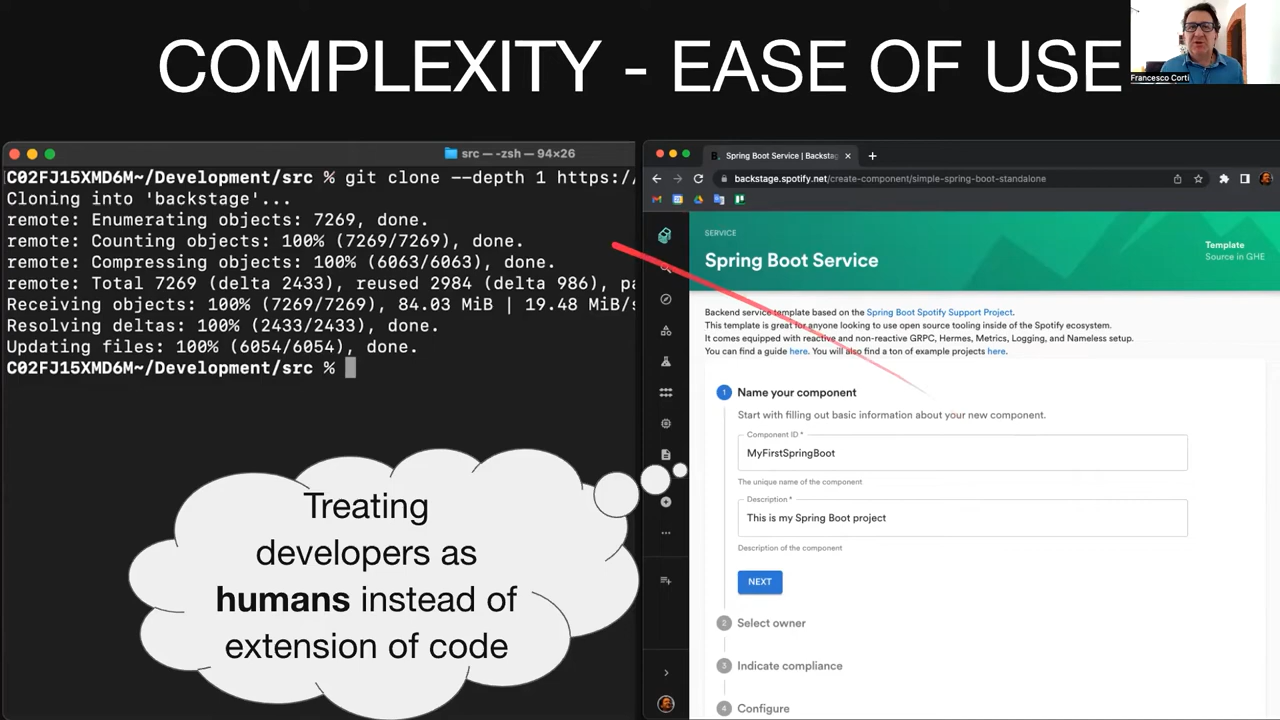 COMPLEXITY - EASE OF USE
Francesco Corti
src — -zsh — 94×26
C02FJ15XMD6M~/Development/src % git clone --depth 1 https:/
Cloning into 'backstage'...
remote: Enumerating objects: 7269, done.
remote: Counting objects: 100% (7269/7269), done.
remote: Compressing objects: 100% (6063/6063), done.
remote: Total 7269 (delta 2433), reused 2984 (delta 986), pa
Receiving objects: 100% (7269/7269), 84.03 MiB | 19.48 MiB/s
Resolving deltas: 100% (2433/2433), done.
Updating files: 100% (6054/6054), done.
C02FJ15XMD6M~/Development/src %
Treating
developers as
humans instead of
extension of code
Spring Boot Service | Backstag
backstage.spotify.net/create-component/simple-spring-boot-standalone
SERVICE
Spring Boot Service
Template
Source in GHE
Backend service template based on the Spring Boot Spotify Support Project.
This template is great for anyone looking to use open source tooling inside of the Spotify ecosystem.
It comes equipped with reactive and non-reactive GRPC, Hermes, Metrics, Logging, and Nameless setup.
You can find a guide here. You will also find a ton of example projects here.
1 Name your component
Start with filling out basic information about your new component.
Component ID *
MyFirstSpringBoot
The unique name of the component
Description *
This is my Spring Boot project
Description of the component
NEXT
2 Select owner
3 Indicate compliance
4 Configure